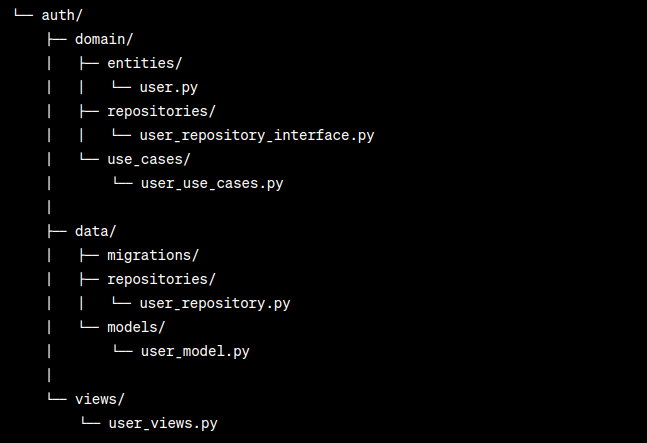 └── auth/
    ├── domain/
    │   ├── entities/
    │   │   └── user.py
    │   ├── repositories/
    │   │   └── user_repository_interface.py
    │   └── use_cases/
    │       └── user_use_cases.py
    │
    ├── data/
    │   ├── migrations/
    │   ├── repositories/
    │   │   └── user_repository.py
    │   └── models/
    │       └── user_model.py
    │
    └── views/
        └── user_views.py